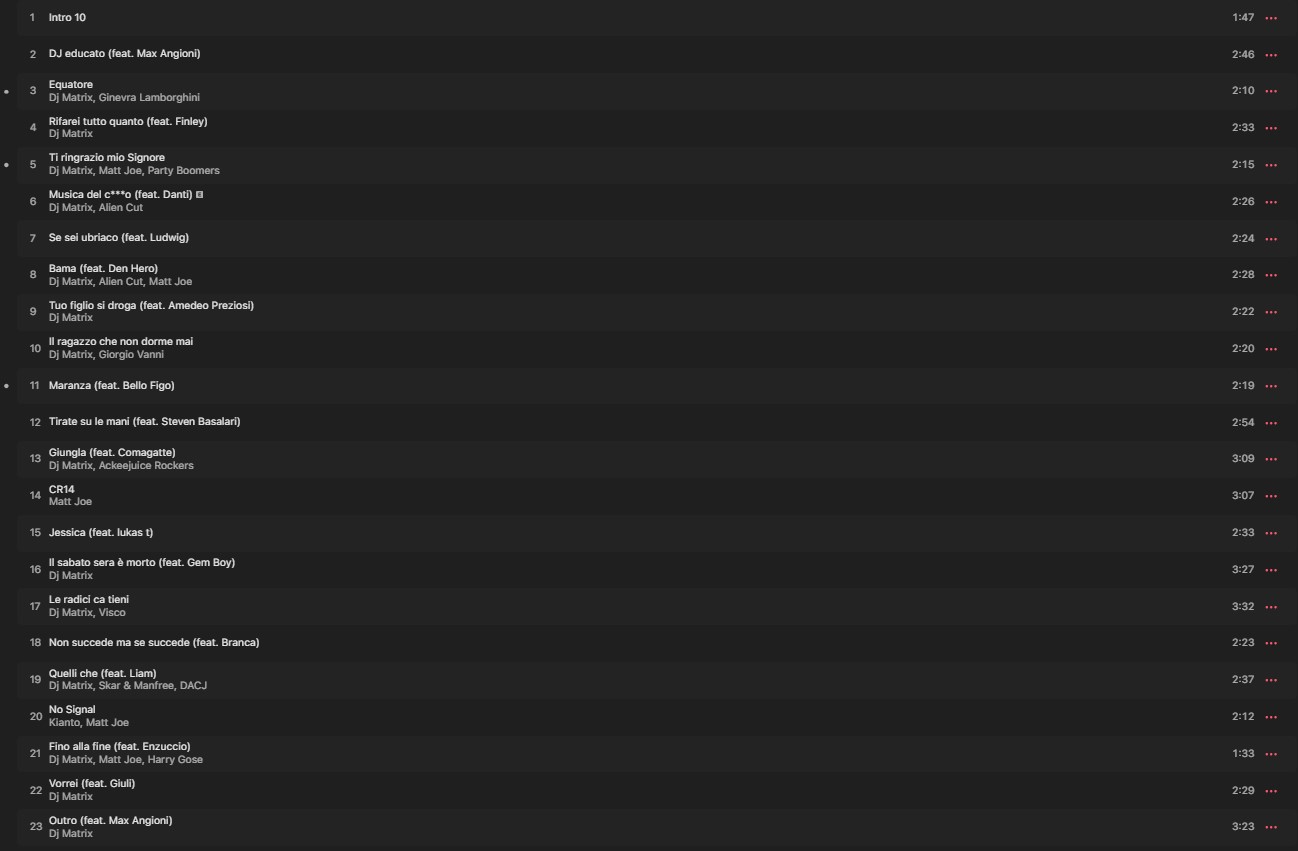 1 Intro 10 1:47
2 DJ educato (feat. Max Angioni) 2:46
3 Equatore 2:10
Dj Matrix, Ginevra Lamborghini
4 Rifarei tutto quanto (feat. Finley) 2:33
Dj Matrix
5 Ti ringrazio mio Signore 2:15
Dj Matrix, Matt Joe, Party Boomers
6 Musica del c***o (feat. Danti) E 2:26
Dj Matrix, Alien Cut
7 Se sei ubriaco (feat. Ludwig) 2:24
8 Bama (feat. Den Hero) 2:28
Dj Matrix, Alien Cut, Matt Joe
9 Tuo figlio si droga (feat. Amedeo Preziosi) 2:22
Dj Matrix
10 Il ragazzo che non dorme mai 2:20
Dj Matrix, Giorgio Vanni
11 Maranza (feat. Bello Figo) 2:19
12 Tirate su le mani (feat. Steven Basalari) 2:54
13 Giungla (feat. Comagatte) 3:09
Dj Matrix, Ackeejuice Rockers
14 CR14 3:07
Matt Joe
15 Jessica (feat. lukas t) 2:33
16 Il sabato sera è morto (feat. Gem Boy) 3:27
Dj Matrix
17 Le radici ca tieni 3:32
Dj Matrix, Visco
18 Non succede ma se succede (feat. Branca) 2:23
19 Quelli che (feat. Liam) 2:37
Dj Matrix, Skar & Manfree, DACJ
20 No Signal 2:12
Kianto, Matt Joe
21 Fino alla fine (feat. Enzuccio) 1:33
Dj Matrix, Matt Joe, Harry Gose
22 Vorrei (feat. Giuli) 2:29
Dj Matrix
23 Outro (feat. Max Angioni) 3:23
Dj Matrix